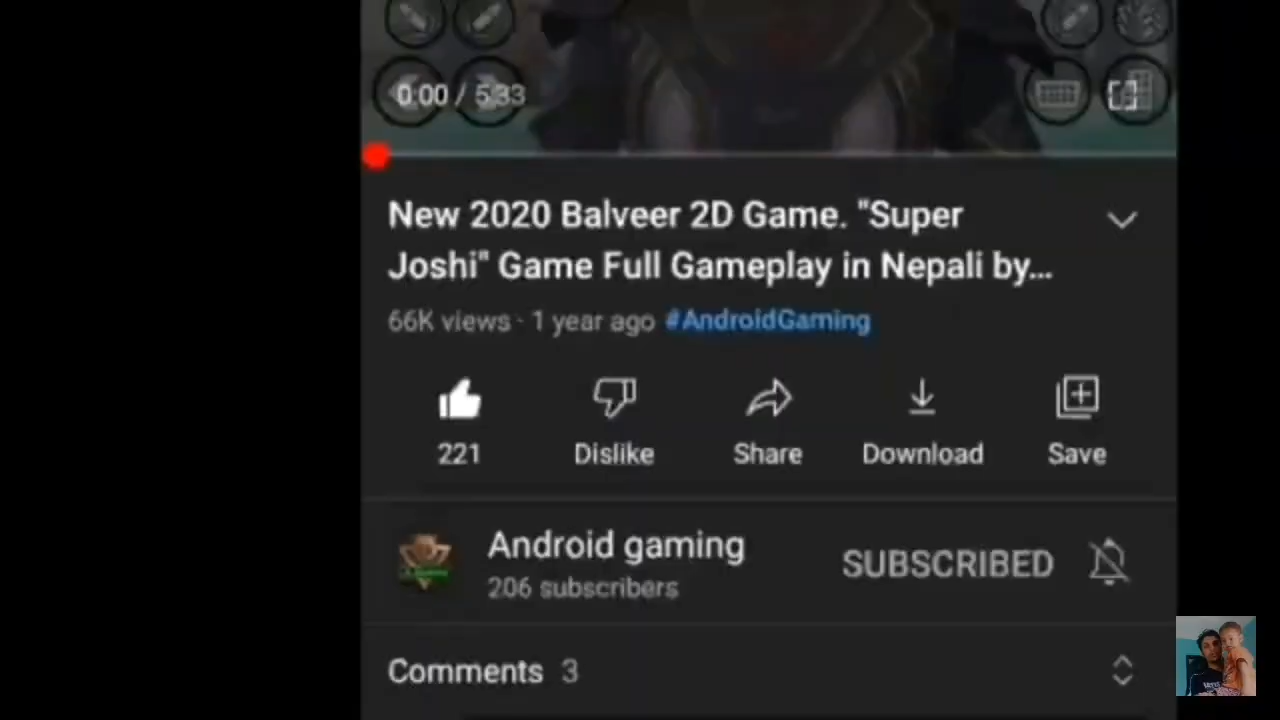 0:00 / 5:33
New 2020 Balveer 2D Game. "Super
Joshi" Game Full Gameplay in Nepali by...
66K views · 1 year ago #AndroidGaming
221 Dislike Share Download Save
Android gaming
206 subscribers
SUBSCRIBED
Comments 3